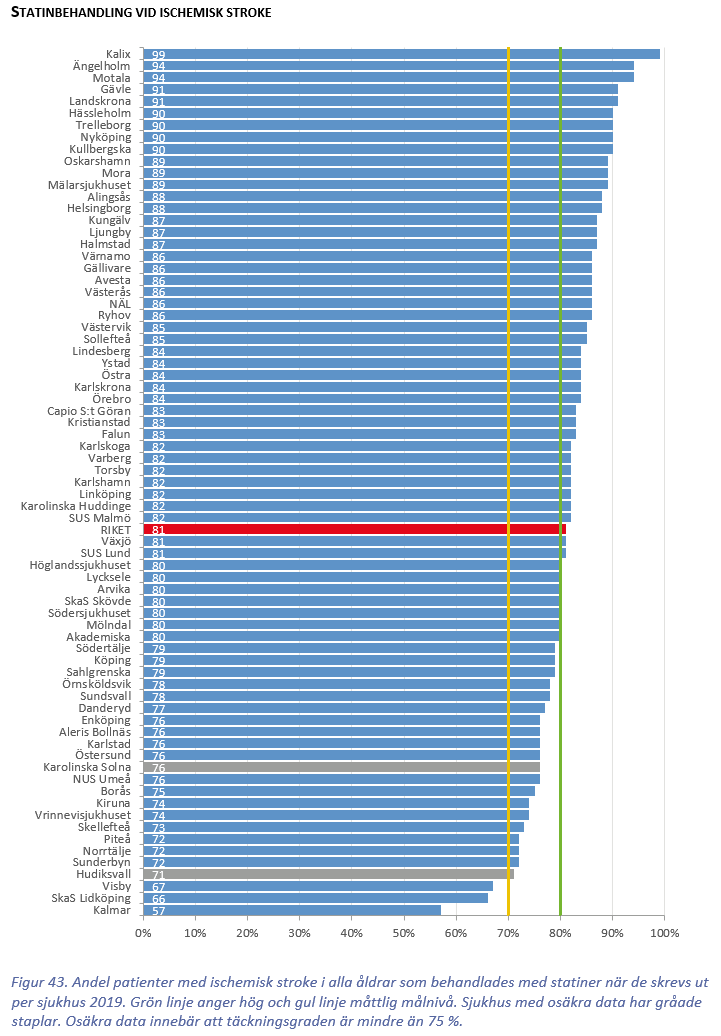 STATINBEHANDLING VID ISCHEMISK STROKE
Kalix 99
Ängelholm 94
Motala 94
Gävle 91
Landskrona 91
Hässleholm 90
Trelleborg 90
Nyköping 90
Kullbergska 90
Oskarshamn 89
Mora 89
Mälarsjukhuset 89
Alingsås 88
Helsingborg 88
Kungälv 87
Ljungby 87
Halmstad 87
Värnamo 86
Gällivare 86
Avesta 86
Västerås 86
NÄL 86
Ryhov 86
Västervik 85
Sollefteå 85
Lindesberg 84
Ystad 84
Östra 84
Karlskrona 84
Örebro 84
Capio S:t Göran 83
Kristianstad 83
Falun 83
Karlskoga 82
Varberg 82
Torsby 82
Karlshamn 82
Linköping 82
Karolinska Huddinge 82
SUS Malmö 82
RIKET 81
Växjö 81
SUS Lund 81
Höglandssjukhuset 80
Lycksele 80
Arvika 80
SkaS Skövde 80
Södersjukhuset 80
Mölndal 80
Akademiska 80
Södertälje 79
Köping 79
Sahlgrenska 79
Örnsköldsvik 78
Sundsvall 78
Danderyd 77
Enköping 76
Aleris Bollnäs 76
Karlstad 76
Östersund 76
Karolinska Solna 76
NUS Umeå 76
Borås 75
Kiruna 74
Vrinnevisjukhuset 74
Skellefteå 73
Piteå 72
Norrtälje 72
Sunderbyn 72
Hudiksvall 71
Visby 67
SkaS Lidköping 66
Kalmar 57
0% 10% 20% 30% 40% 50% 60% 70% 80% 90% 100%
Figur 43. Andel patienter med ischemisk stroke i alla åldrar som behandlades med statiner när de skrevs ut
per sjukhus 2019. Grön linje anger hög och gul linje måttlig målnivå. Sjukhus med osäkra data har gråade
staplar. Osäkra data innebär att täckningsgraden är mindre än 75 %.